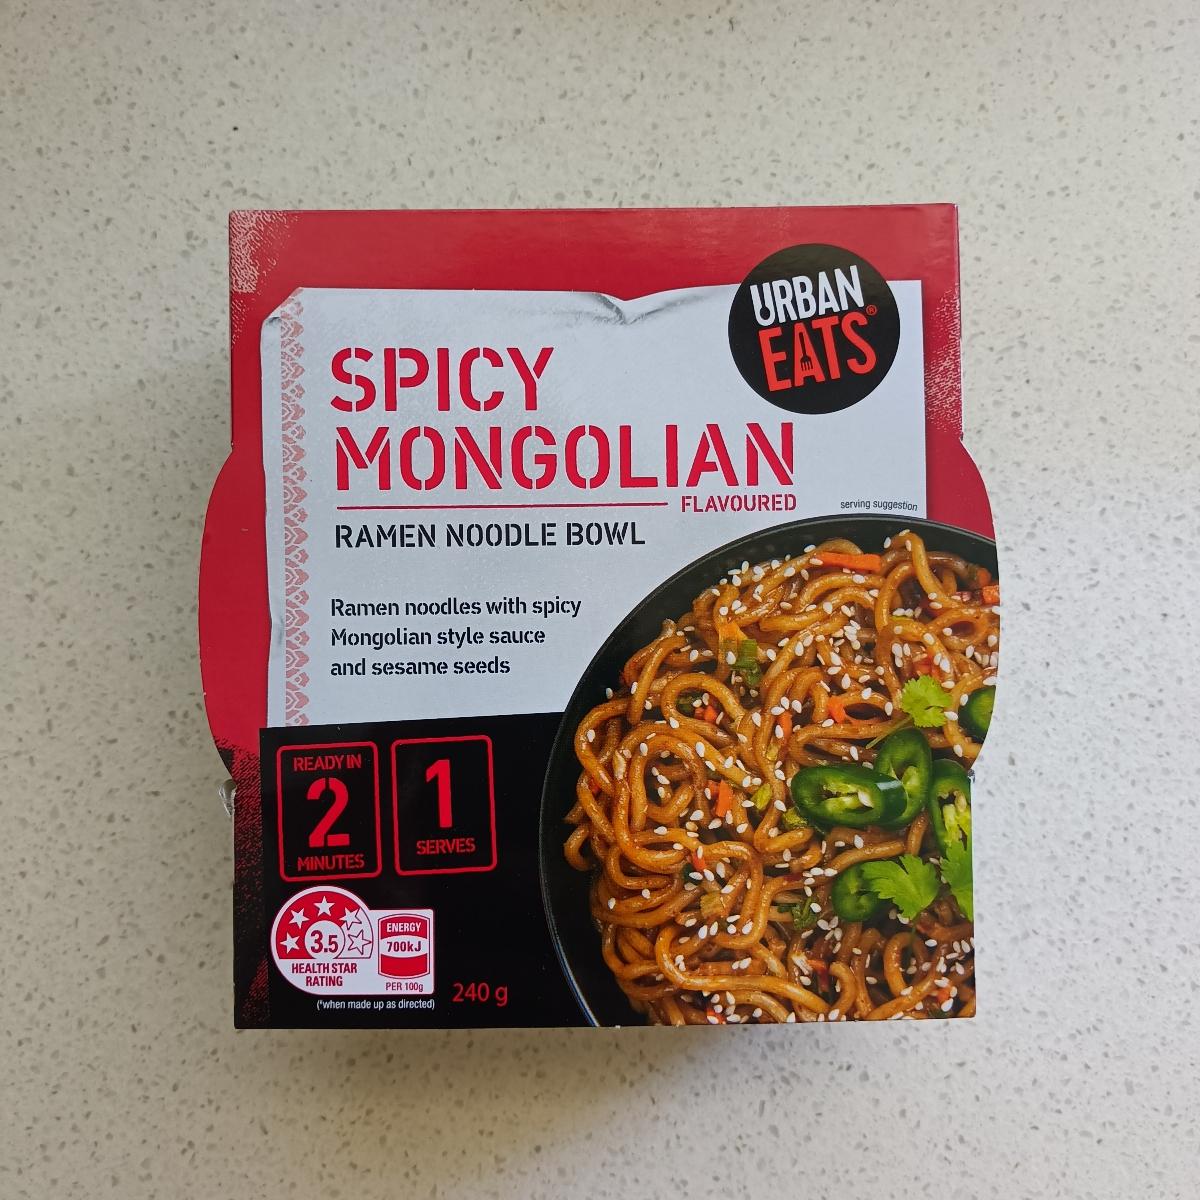 URBAN
EATS®
SPICY
MONGOLIAN
FLAVOURED
serving suggestion
RAMEN NOODLE BOWL
Ramen noodles with spicy
Mongolian style sauce
and sesame seeds
READY IN
2
MINUTES
1
SERVES
3.5
HEALTH STAR
RATING
ENERGY
700kJ
PER 100g
(*when made up as directed)
240 g